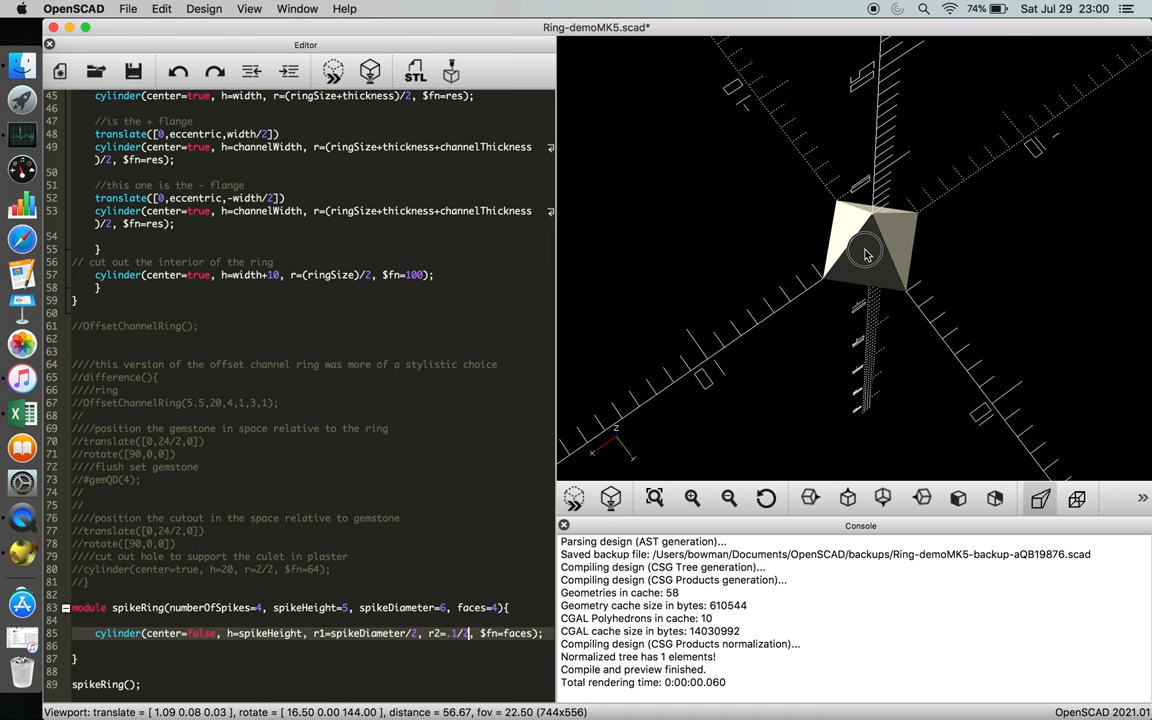 OpenSCAD File Edit Design View Window Help 74% Sat Jul 29 23:00
Ring-demoMK5.scad*
Editor
STL
45 cylinder(center=true, h=width, r=(ringSize+thickness)/2, $fn=res);
46
47 //is the + flange
48 translate([0,eccentric,width/2])
49 cylinder(center=true, h=channelWidth, r=(ringSize+thickness+channelThickness
)/2, $fn=res);
50
51 //this one is the - flange
52 translate([0,eccentric,-width/2])
53 cylinder(center=true, h=channelWidth, r=(ringSize+thickness+channelThickness
)/2, $fn=res);
54
55 }
56 // cut out the interior of the ring
57 cylinder(center=true, h=width+10, r=(ringSize)/2, $fn=100);
58 }
59 }
60
61 //OffsetChannelRing();
62
63
64 ////this version of the offset channel ring was more of a stylistic choice
65 //difference(){
66 ////ring
67 //OffsetChannelRing(5.5,20,4,1,3,1);
68 //
69 ////position the gemstone in space relative to the ring
70 //translate([0,24/2,0])
71 //rotate([90,0,0])
72 ////flush set gemstone
73 //#gemQD(4);
74 //
75 //
76 ////position the cutout in the space relative to gemstone
77 //translate([0,24/2,0])
78 //rotate([90,0,0])
79 ////cut out hole to support the culet in plaster
80 //cylinder(center=true, h=20, r=2/2, $fn=64);
81 //}
82
83 module spikeRing(numberOfSpikes=4, spikeHeight=5, spikeDiameter=6, faces=4){
84
85 cylinder(center=false, h=spikeHeight, r1=spikeDiameter/2, r2=.1/2, $fn=faces);
86
87 }
88
89 spikeRing();
Z
x
Y
Console
Parsing design (AST generation)...
Saved backup file: /Users/bowman/Documents/OpenSCAD/backups/Ring-demoMK5-backup-aQB19876.scad
Compiling design (CSG Tree generation)...
Compiling design (CSG Products generation)...
Geometries in cache: 58
Geometry cache size in bytes: 610544
CGAL Polyhedrons in cache: 10
CGAL cache size in bytes: 14030992
Compiling design (CSG Products normalization)...
Normalized tree has 1 elements!
Compile and preview finished.
Total rendering time: 0:00:00.060
Viewport: translate = [ 1.09 0.08 0.03 ], rotate = [ 16.50 0.00 144.00 ], distance = 56.67, fov = 22.50 (744x556)
OpenSCAD 2021.01